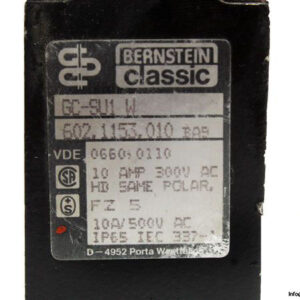 BERNSTEIN
classic
GC-SU1 W
602.1153.010 BAB
VDE 0660;0110
10 AMP 300V AC
HD SAME POLAR.
FZ 5
10A/500V AC
IP65 IEC 337-1
D-4952 Porta